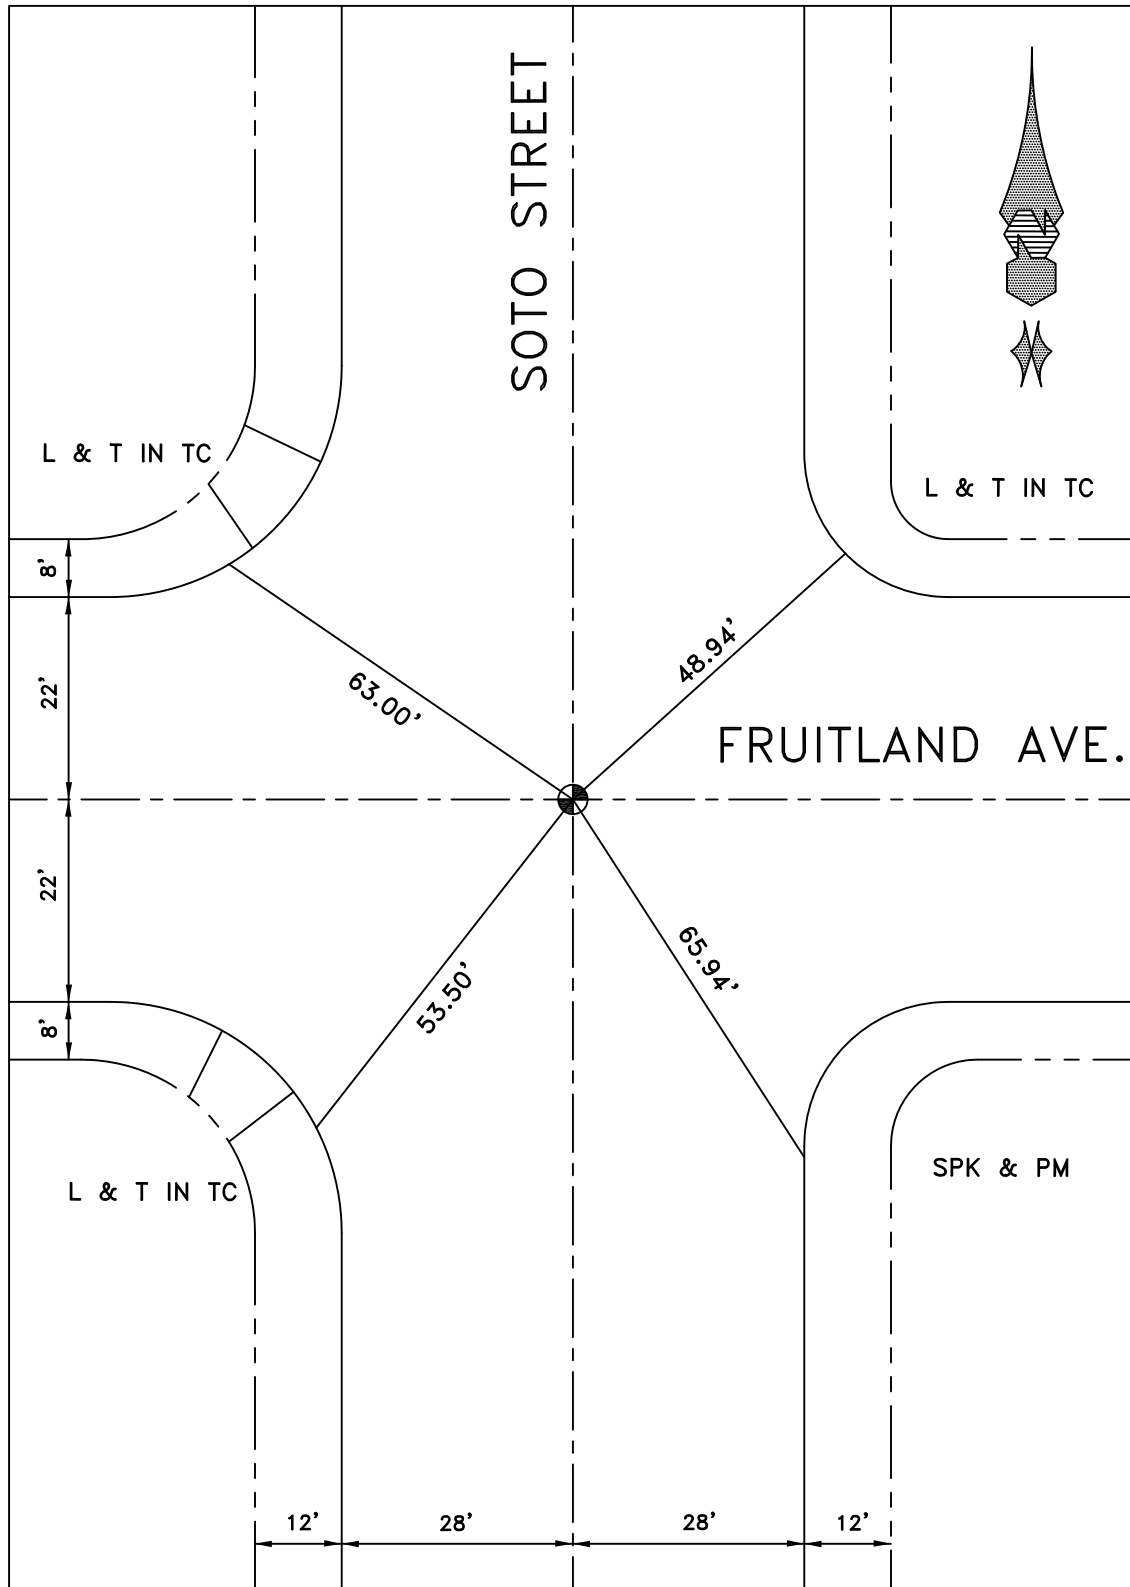 SOTO STREET
L & T IN TC
L & T IN TC
8'
22'
63.00'
48.94'
FRUITLAND AVE.
22'
65.94'
53.50'
8'
SPK & PM
L & T IN TC
12'
28'
28'
12'